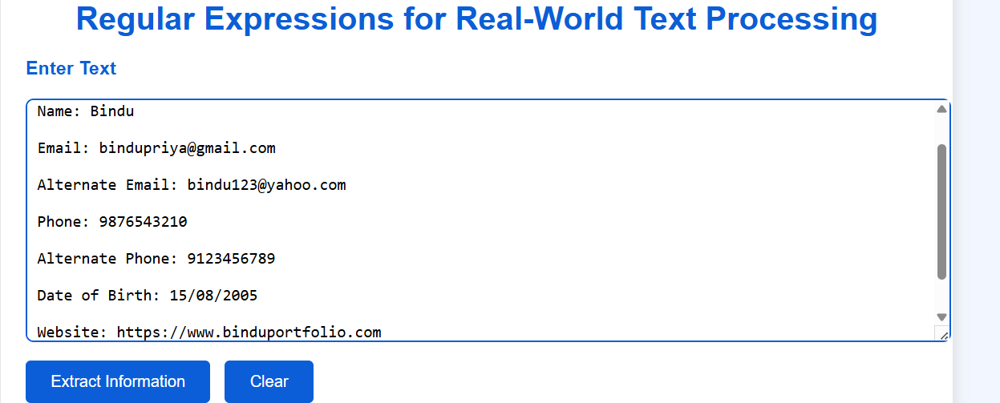 Regular Expressions for Real-World Text Processing
Enter Text
Name: Bindu
Email: bindupriya@gmail.com
Alternate Email: bindu123@yahoo.com
Phone: 9876543210
Alternate Phone: 9123456789
Date of Birth: 15/08/2005
Website: https://www.binduportfolio.com
Extract Information
Clear